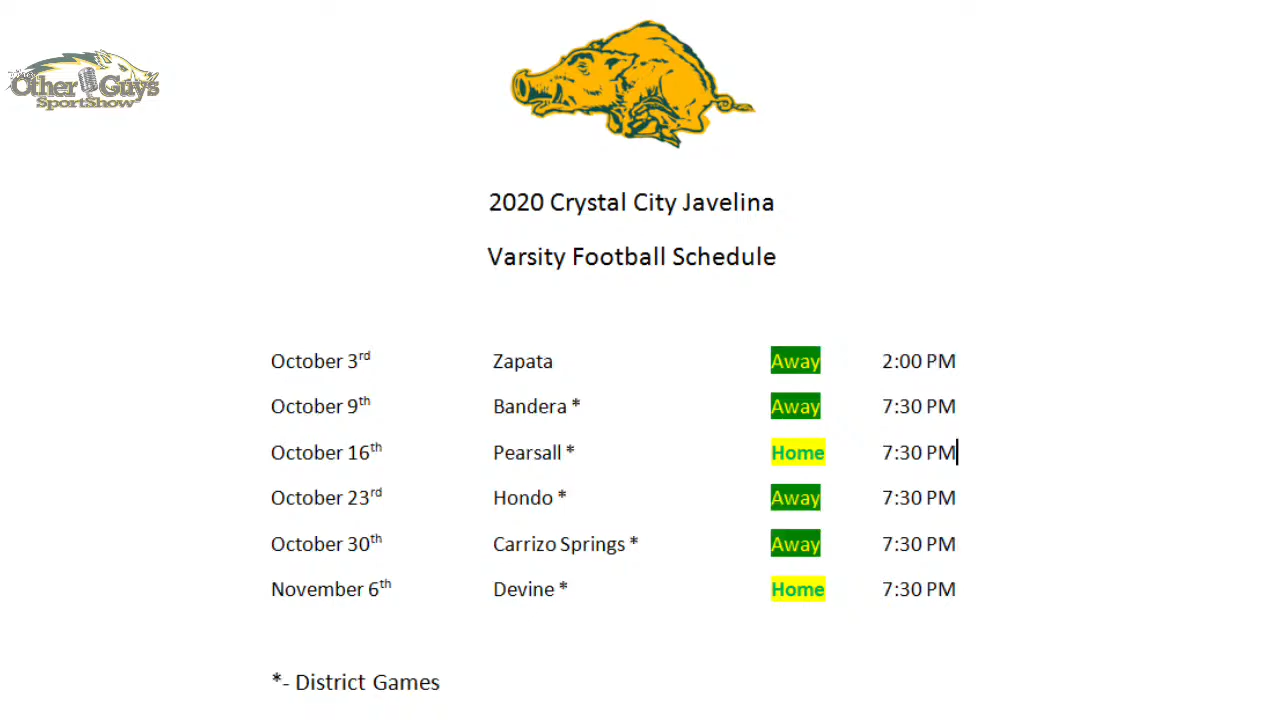 Other Guys
SportShow
2020 Crystal City Javelina
Varsity Football Schedule
October 3rd Zapata Away 2:00 PM
October 9th Bandera * Away 7:30 PM
October 16th Pearsall * Home 7:30 PM
October 23rd Hondo * Away 7:30 PM
October 30th Carrizo Springs * Away 7:30 PM
November 6th Devine * Home 7:30 PM
*- District Games